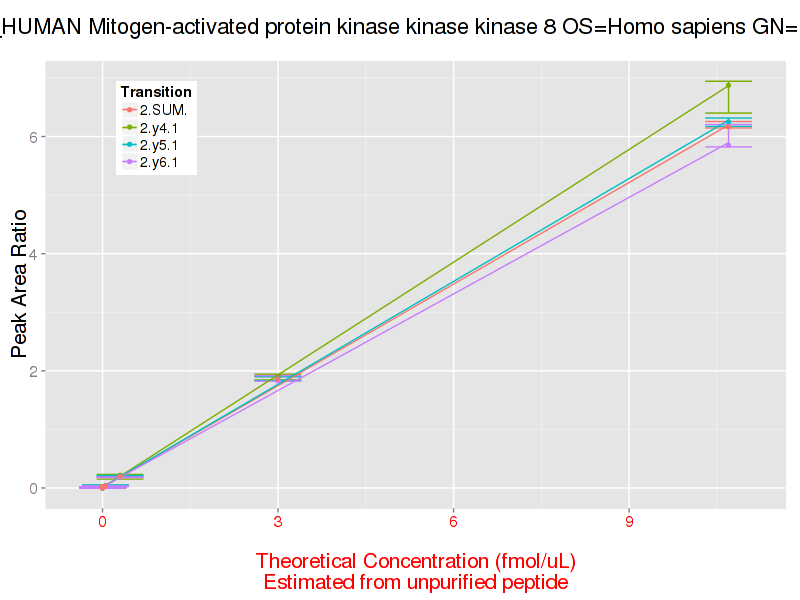 _HUMAN Mitogen-activated protein kinase kinase kinase 8 OS=Homo sapiens GN=
Transition
2.SUM.
2.y4.1
2.y5.1
2.y6.1
Peak Area Ratio
6
4
2
0
0 3 6 9
Theoretical Concentration (fmol/uL)
Estimated from unpurified peptide